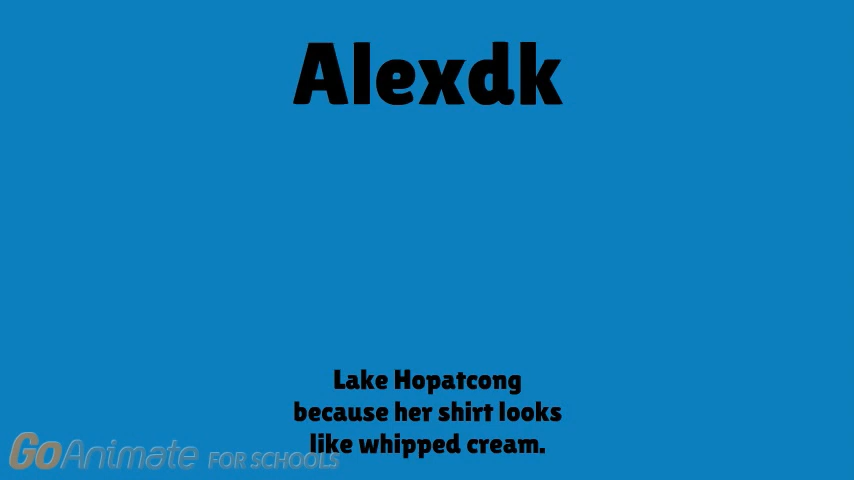 Alexdk
Lake Hopatcong
because her shirt looks
like whipped cream.
GoAnimate FOR SCHOOLS